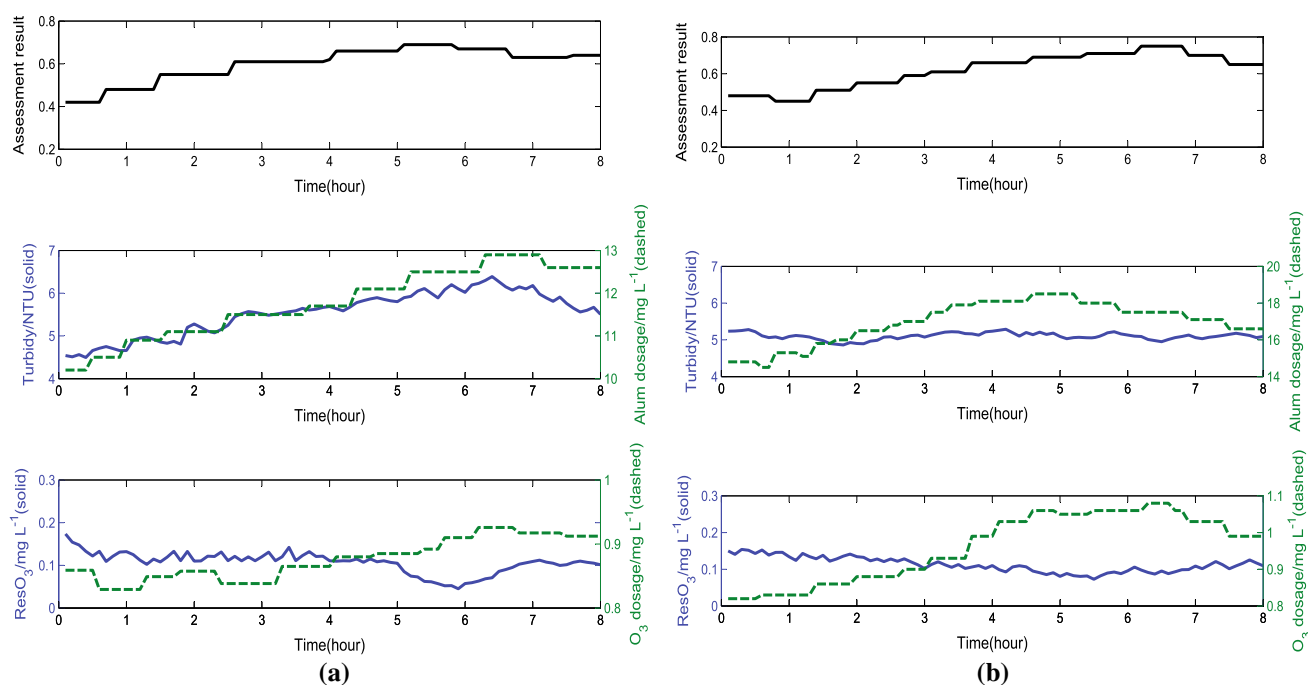 Assessment result
0.8
0.6
0.4
0.2
0 1 2 3 4 5 6 7 8
Time(hour)
Turbidy/NTU(solid)
7
6
5
4
0 1 2 3 4 5 6 7 8
Time(hour)
13
12
11
10
Alum dosage/mg L⁻¹(dashed)
ResO₃/mg L⁻¹(solid)
0.3
0.2
0.1
0
0 1 2 3 4 5 6 7 8
Time(hour)
1
0.9
0.8
O₃ dosage/mg L⁻¹(dashed)
(a)
Assessment result
0.8
0.6
0.4
0.2
0 1 2 3 4 5 6 7 8
Time(hour)
Turbidy/NTU(solid)
7
6
5
4
0 1 2 3 4 5 6 7 8
Time(hour)
20
18
16
14
Alum dosage/mg L⁻¹(dashed)
ResO₃/mg L⁻¹(solid)
0.3
0.2
0.1
0
0 1 2 3 4 5 6 7 8
Time(hour)
1.1
1
0.9
0.8
O₃ dosage/mg L⁻¹(dashed)
(b)